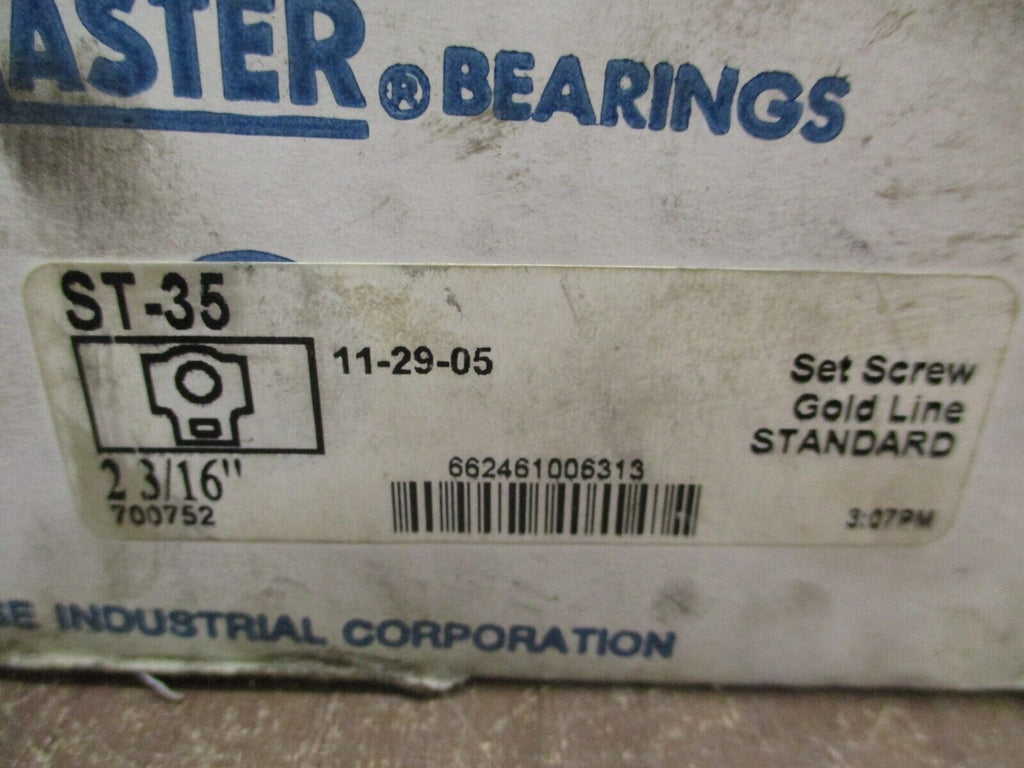 ASTER® BEARINGS
ST-35
11-29-05
Set Screw
Gold Line
STANDARD
2 3/16"
700752
662461006313
3:07PM
SE INDUSTRIAL CORPORATION